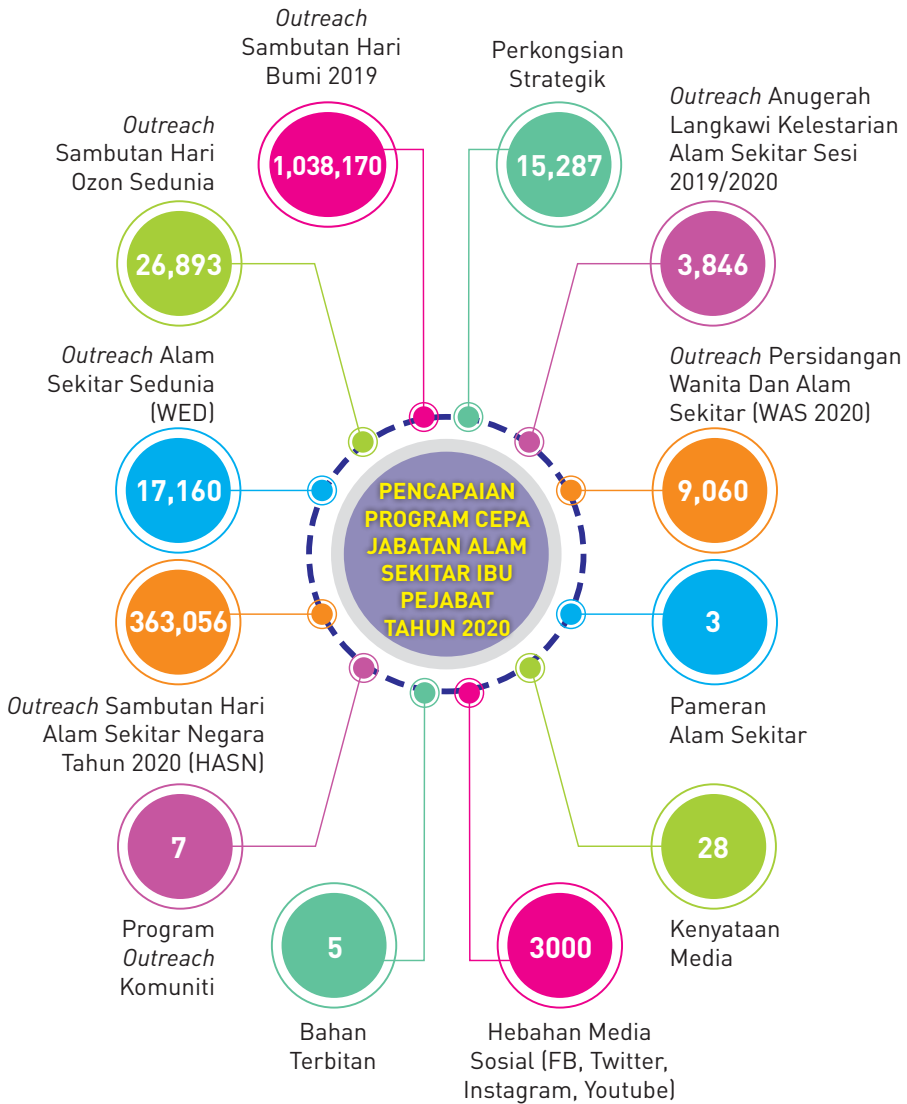 Outreach
Sambutan Hari
Bumi 2019
1,038,170
Perkongsian
Strategik
15,287
Outreach Anugerah
Langkawi Kelestarian
Alam Sekitar Sesi
2019/2020
3,846
Outreach
Sambutan Hari
Ozon Sedunia
26,893
Outreach Alam
Sekitar Sedunia
(WED)
17,160
Outreach Persidangan
Wanita Dan Alam
Sekitar (WAS 2020)
9,060
PENCAPAIAN
PROGRAM CEPA
JABATAN ALAM
SEKITAR IBU
PEJABAT
TAHUN 2020
363,056
Outreach Sambutan Hari
Alam Sekitar Negara
Tahun 2020 (HASN)
3
Pameran
Alam Sekitar
7
Program
Outreach
Komuniti
28
Kenyataan
Media
5
Bahan
Terbitan
3000
Hebahan Media
Sosial (FB, Twitter,
Instagram, Youtube)